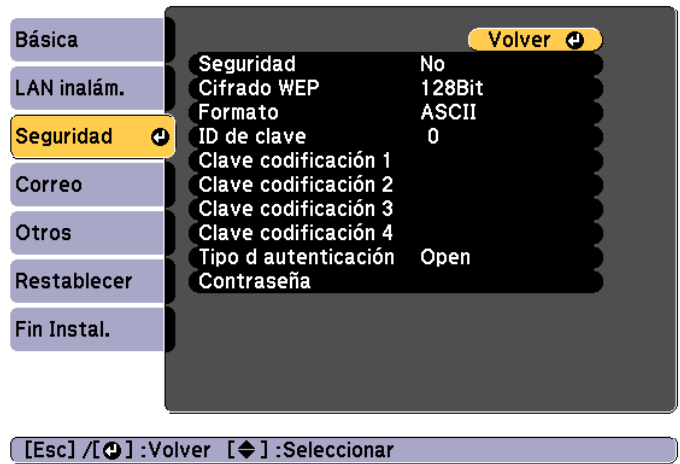 Básica
LAN inalám.
Seguridad
Correo
Otros
Restablecer
Fin Instal.
Volver
Seguridad No
Cifrado WEP 128Bit
Formato ASCII
ID de clave 0
Clave codificación 1
Clave codificación 2
Clave codificación 3
Clave codificación 4
Tipo d autenticación Open
Contraseña
[Esc] /[⏎] :Volver [◆] :Seleccionar